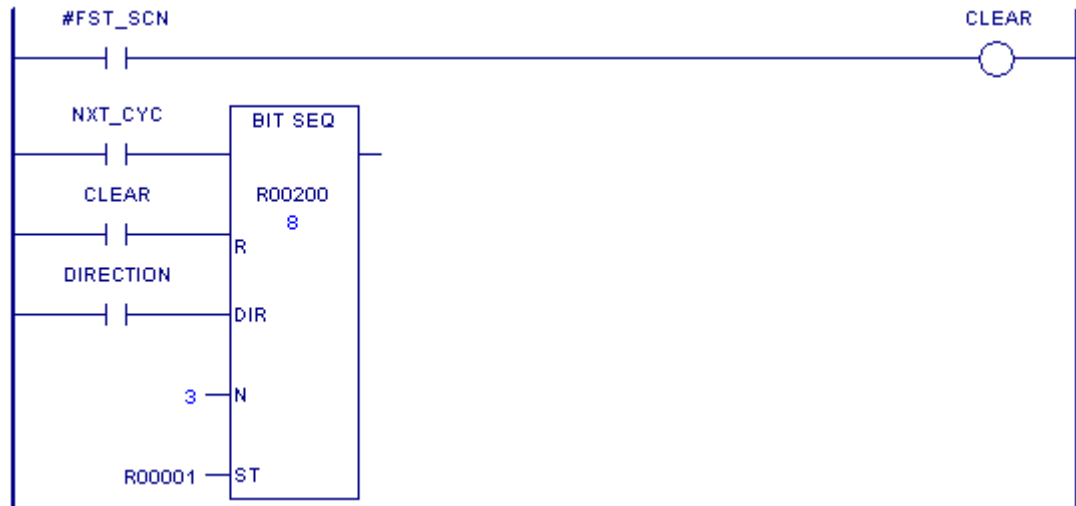 #FST_SCN CLEAR
NXT_CYC BIT SEQ
CLEAR R00200
8
R
DIRECTION
DIR
3 N
R00001 ST